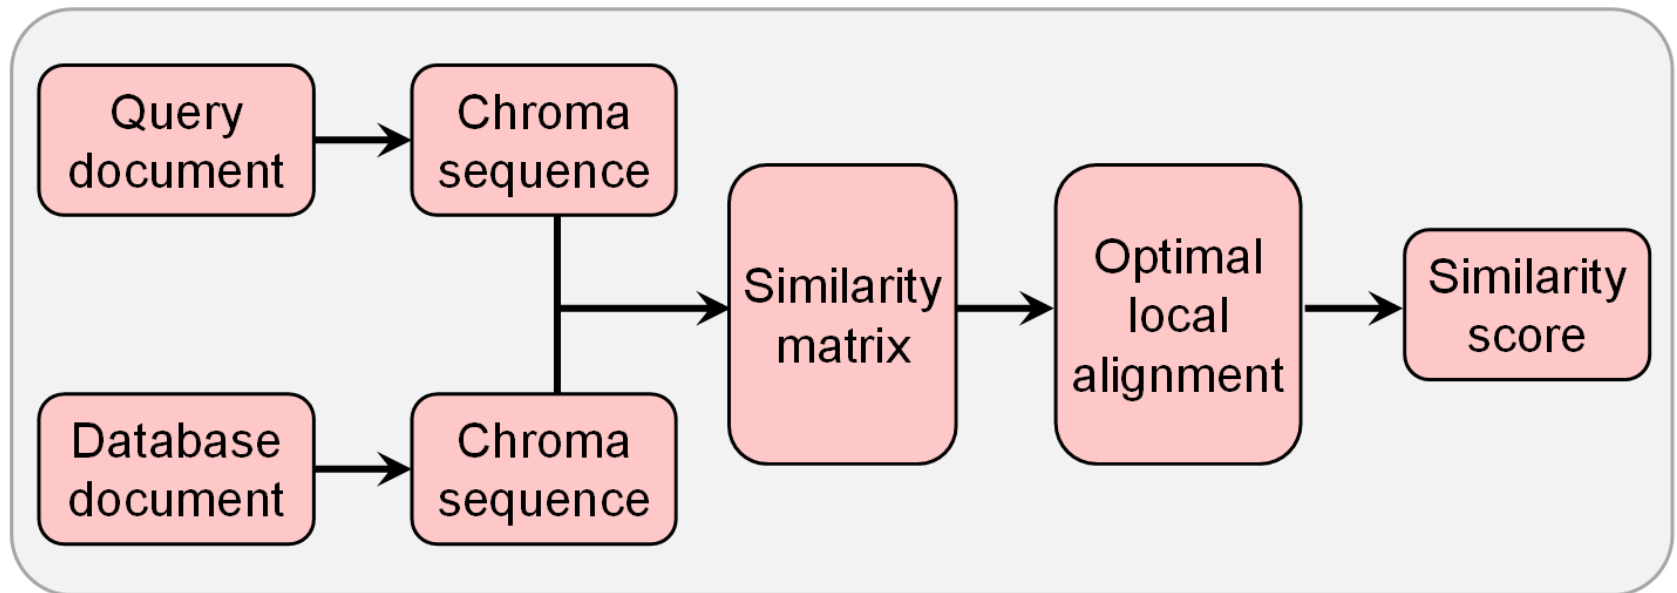 Query
document
Chroma
sequence
Database
document
Chroma
sequence
Similarity
matrix
Optimal
local
alignment
Similarity
score